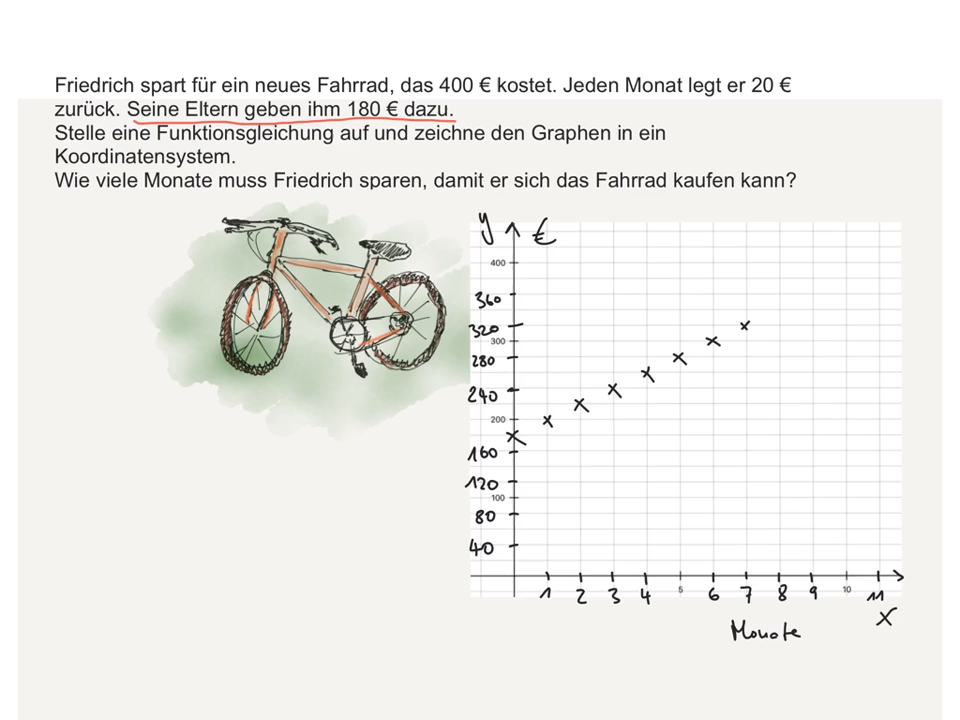 Friedrich spart für ein neues Fahrrad, das 400 € kostet. Jeden Monat legt er 20 €
zurück. Seine Eltern geben ihm 180 € dazu.
Stelle eine Funktionsgleichung auf und zeichne den Graphen in ein
Koordinatensystem.
Wie viele Monate muss Friedrich sparen, damit er sich das Fahrrad kaufen kann?
y €
400
360
320
300
280
240
200
160
120
100
80
40
1 2 3 4 5 6 7 8 9 10 11
x
Monate